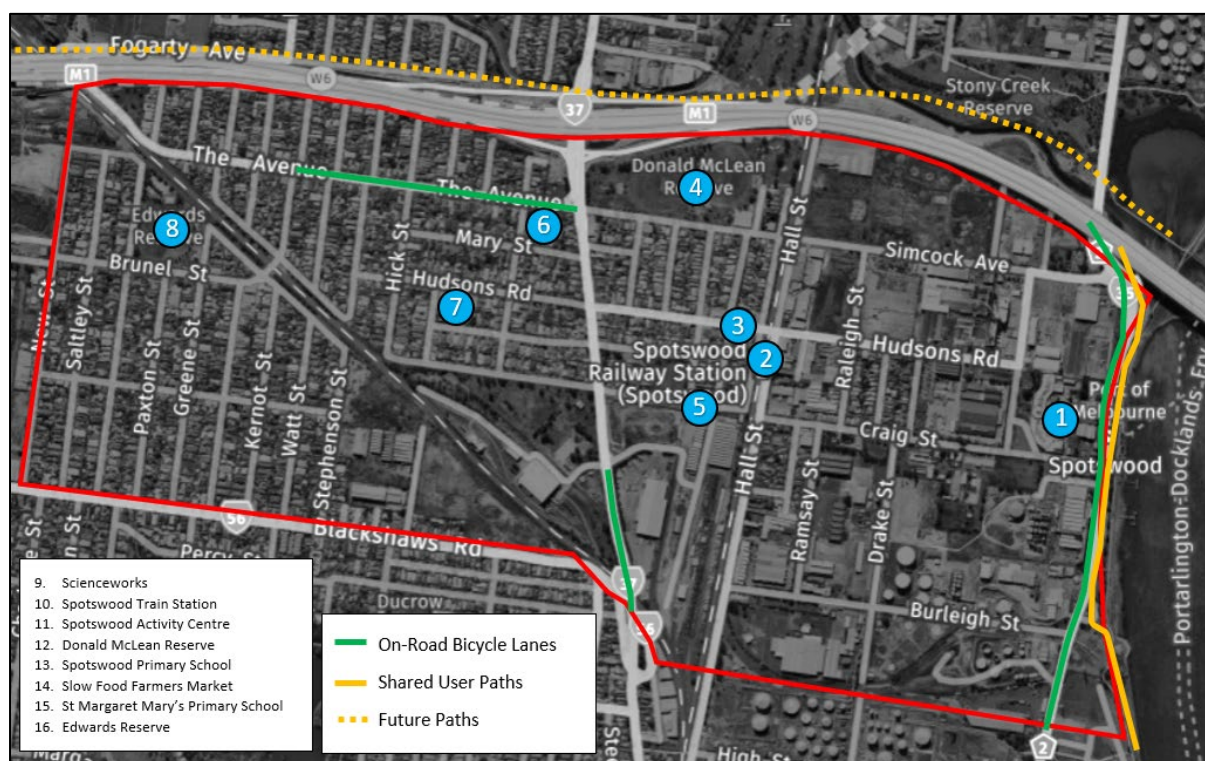 Fogarty Ave
M1
W6
37
M1
W6
Stony Creek
Reserve
The Avenue
The Avenue
Donald McLean
Reserve
4
Hall St
8
Edwards
Reserve
6
Mary St
Simcock Ave
Brunel St
Hick St
Hudsons Rd
35
7
3
Spotswood
2
Railway Station
(Spotswood)
Raleigh St
Hudsons Rd
New St
Saltley St
Paxton St
Greene St
Kernot St
Watt St
Stephenson St
5
1
Port of
Melbourne
Craig St
Spotswood
Hall St
Ramsay St
Drake St
Portarlington-Docklands
56
Blackshaws Rd
Percy St
37
56
Ducrow
Burleigh St
9. Scienceworks
10. Spotswood Train Station
11. Spotswood Activity Centre
12. Donald McLean Reserve
13. Spotswood Primary School
14. Slow Food Farmers Market
15. St Margaret Mary's Primary School
16. Edwards Reserve
On-Road Bicycle Lanes
Shared User Paths
Future Paths
2
High St